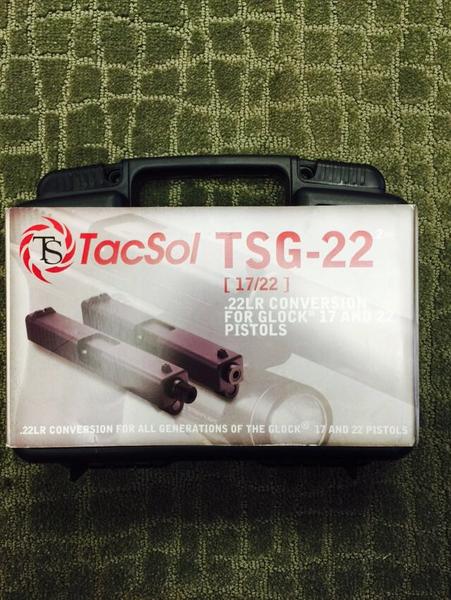 TS TacSol TSG-22
[ 17/22 ]
.22LR CONVERSION
FOR GLOCK® 17 AND 22
PISTOLS
.22LR CONVERSION FOR ALL GENERATIONS OF THE GLOCK® 17 AND 22 PISTOLS